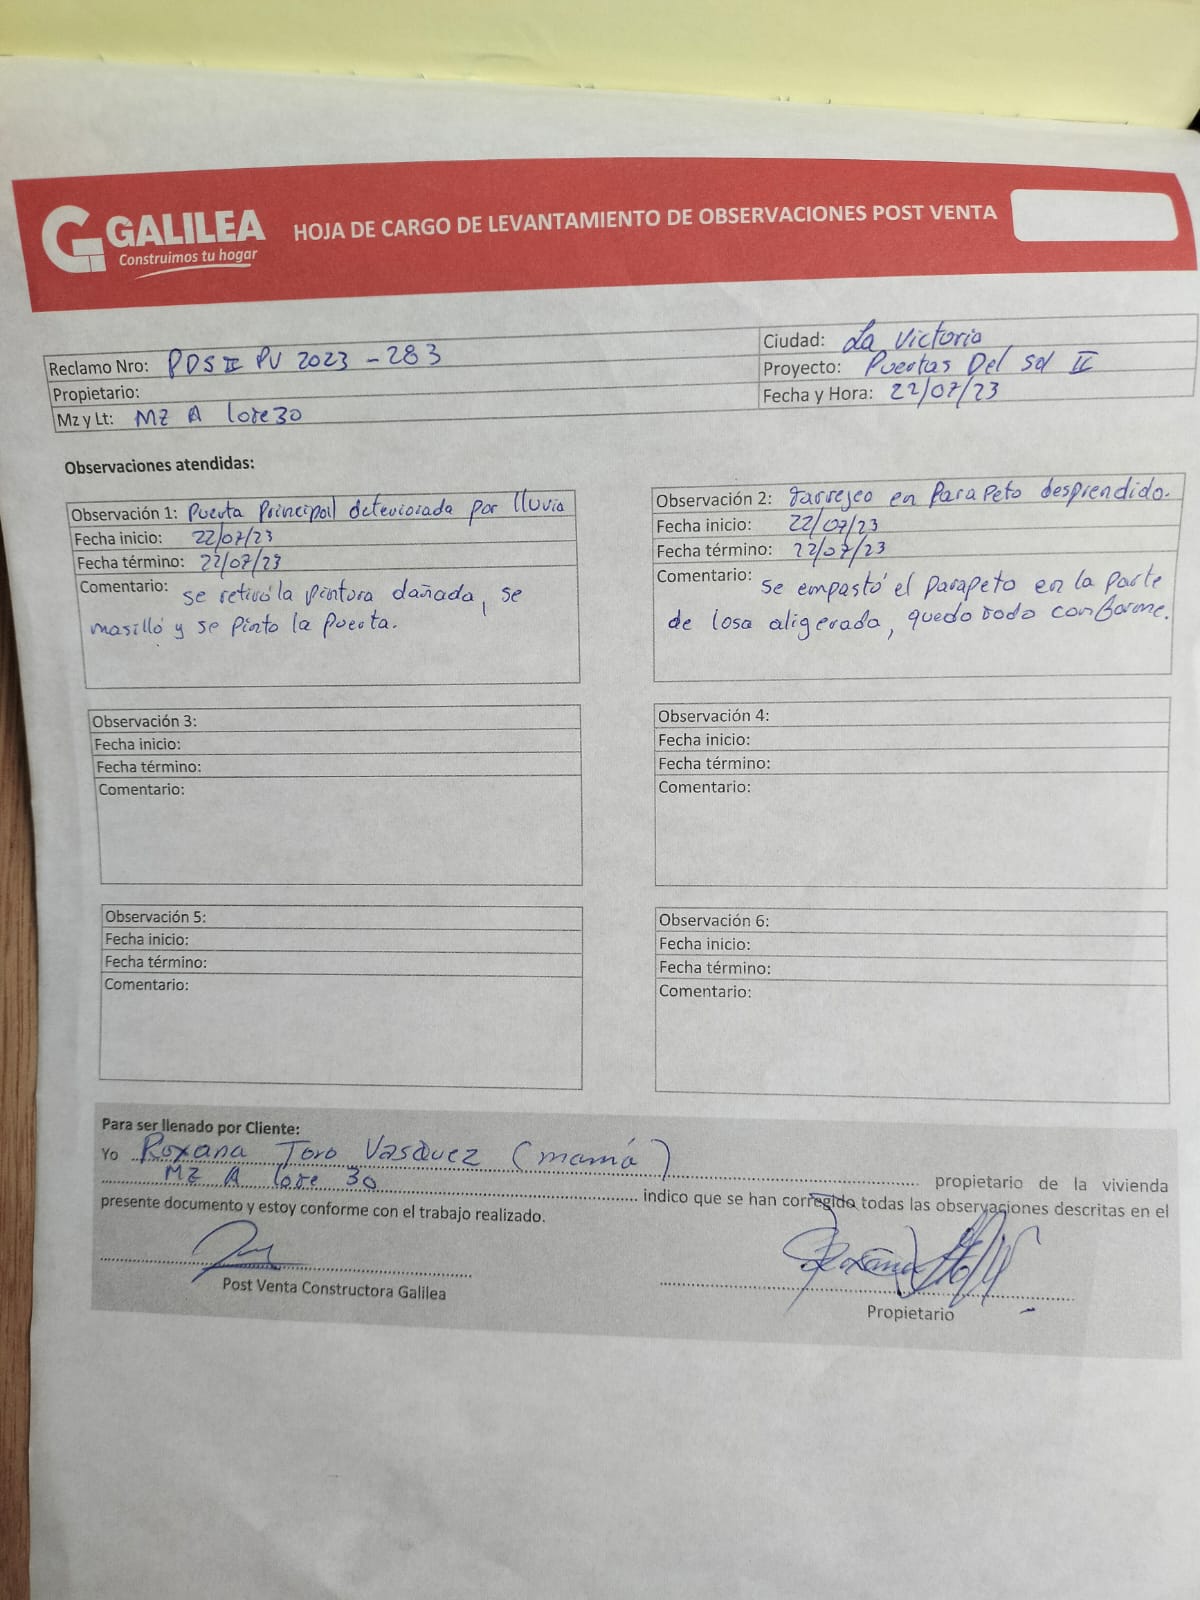 GALILEA
Construimos tu hogar
HOJA DE CARGO DE LEVANTAMIENTO DE OBSERVACIONES POST VENTA
Reclamo Nro: PDS II PV 2023 - 283
Ciudad: La Victoria
Propietario:
Proyecto: Puertas Del Sol II
Mz y Lt: MZ A lote 30
Fecha y Hora: 22/07/23
Observaciones atendidas:
Observación 1: Puerta Principal deteriorada por lluvia
Fecha inicio: 22/07/23
Fecha término: 22/07/23
Comentario: se retiró la pintura dañada, se
masilló y se pinto la puerta.
Observación 2: tarrejeo en Parapeto desprendido.
Fecha inicio: 22/07/23
Fecha término: 22/07/23
Comentario: se empastó el parapeto en la parte
de losa aligerada, quedo todo conforme.
Observación 3:
Fecha inicio:
Fecha término:
Comentario:
Observación 4:
Fecha inicio:
Fecha término:
Comentario:
Observación 5:
Fecha inicio:
Fecha término:
Comentario:
Observación 6:
Fecha inicio:
Fecha término:
Comentario:
Para ser llenado por Cliente:
Yo Roxana Toro Vasquez (mamá) propietario de la vivienda
MZ A lote 30 indico que se han corregido todas las observaciones descritas en el
presente documento y estoy conforme con el trabajo realizado.
Post Venta Constructora Galilea
Propietario